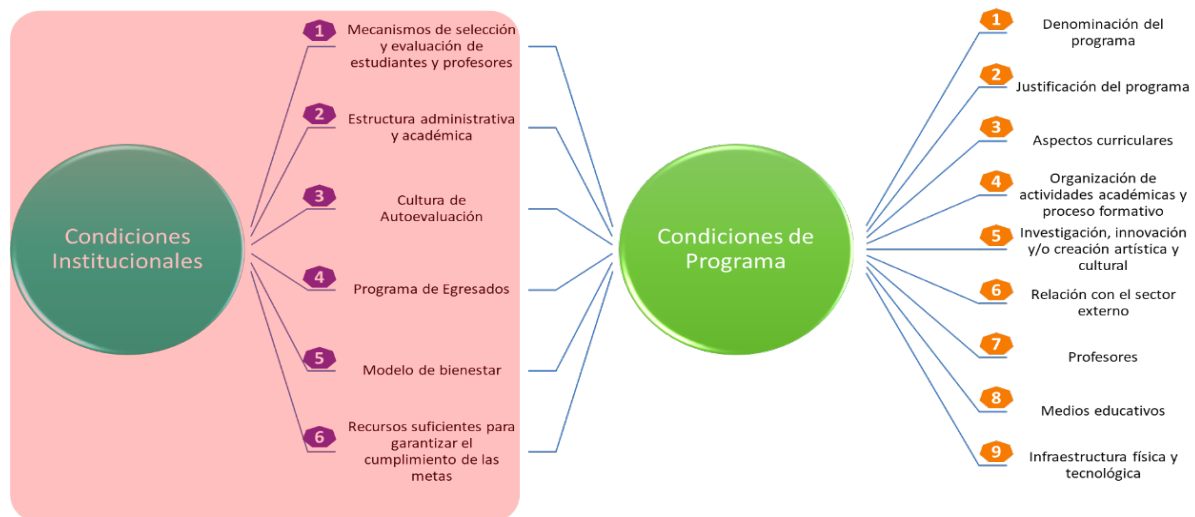 Condiciones
Institucionales
1
Mecanismos de selección
y evaluación de
estudiantes y profesores
2
Estructura administrativa
y académica
3
Cultura de
Autoevaluación
4
Programa de Egresados
5
Modelo de bienestar
6
Recursos suficientes para
garantizar el
cumplimiento de las
metas
Condiciones de
Programa
1
Denominación del
programa
2
Justificación del programa
3
Aspectos curriculares
4
Organización de
actividades académicas y
proceso formativo
5
Investigación, innovación
y/o creación artística y
cultural
6
Relación con el sector
externo
7
Profesores
8
Medios educativos
9
Infraestructura física y
tecnológica